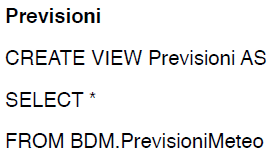 Previsioni
CREATE VIEW Previsioni AS
SELECT *
FROM BDM.PrevisioniMeteo